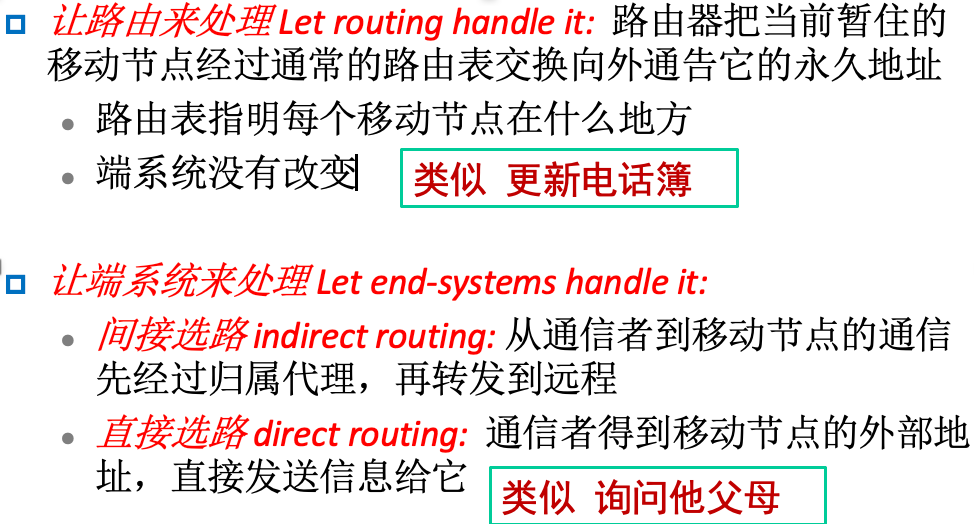 让路由来处理 Let routing handle it: 路由器把当前暂住的
移动节点经过通常的路由表交换向外通告它的永久地址
路由表指明每个移动节点在什么地方
端系统没有改变
类似 更新电话簿
让端系统来处理 Let end-systems handle it:
间接选路 indirect routing: 从通信者到移动节点的通信
先经过归属代理，再转发到远程
直接选路 direct routing: 通信者得到移动节点的外部地
址，直接发送信息给它
类似 询问他父母